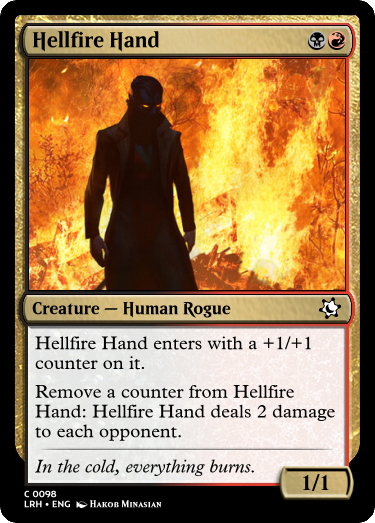 Hellfire Hand
Creature — Human Rogue
Hellfire Hand enters with a +1/+1
counter on it.
Remove a counter from Hellfire
Hand: Hellfire Hand deals 2 damage
to each opponent.
In the cold, everything burns.
1/1
C 0098
LRH • ENG Hakob Minasian